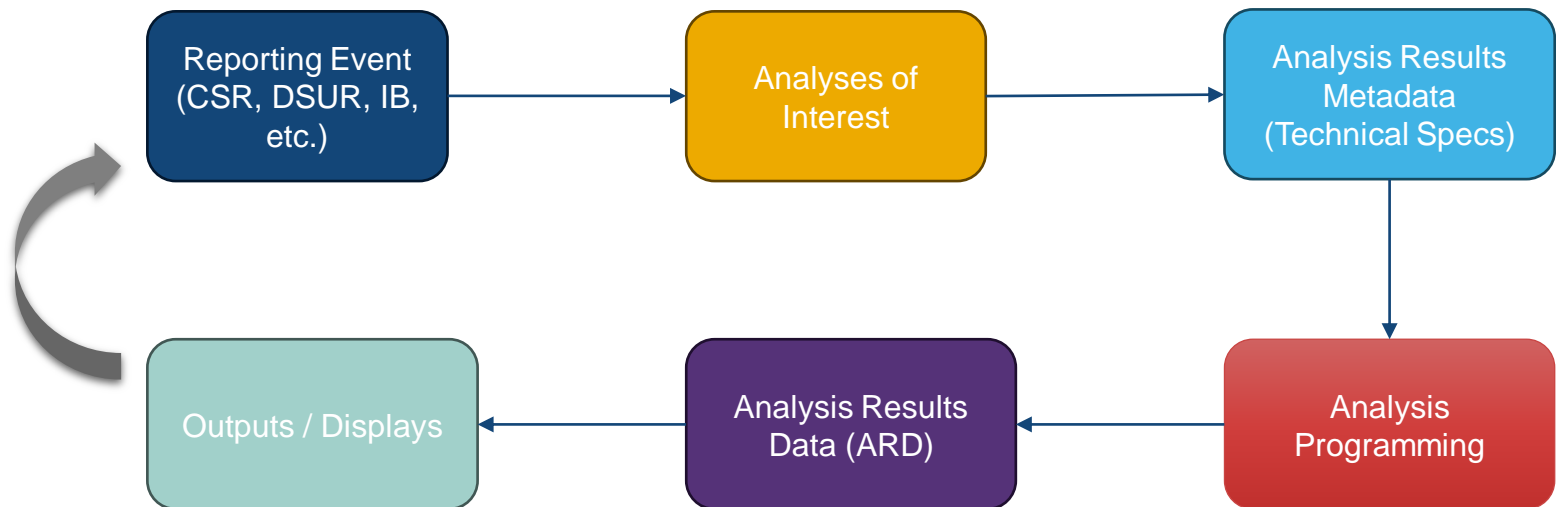 Reporting Event
(CSR, DSUR, IB,
etc.)
Analyses of
Interest
Analysis Results
Metadata
(Technical Specs)
Analysis
Programming
Analysis Results
Data (ARD)
Outputs / Displays